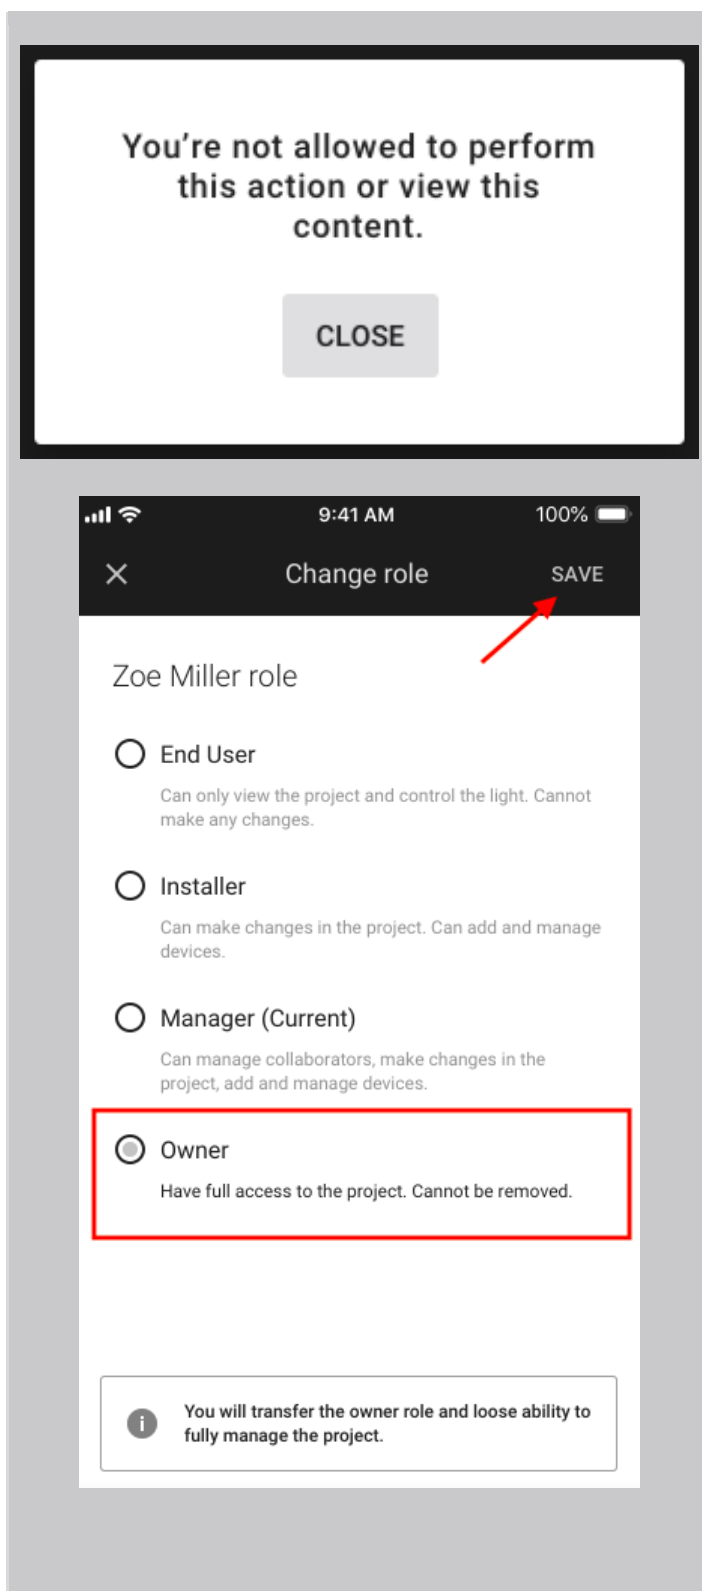 You're not allowed to perform
this action or view this
content.
CLOSE
9:41 AM
100%
Change role
SAVE
Zoe Miller role
End User
Can only view the project and control the light. Cannot
make any changes.
Installer
Can make changes in the project. Can add and manage
devices.
Manager (Current)
Can manage collaborators, make changes in the
project, add and manage devices.
Owner
Have full access to the project. Cannot be removed.
You will transfer the owner role and loose ability to
fully manage the project.